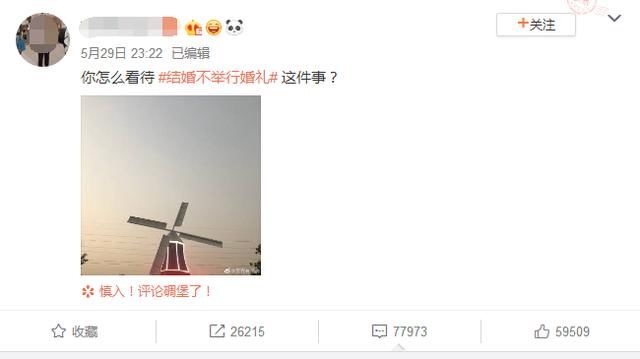 +关注
5月29日 23:22 已编辑
你怎么看待 #结婚不举行婚礼# 这件事？
慎入！评论碉堡了！
收藏 26215 77973 59509